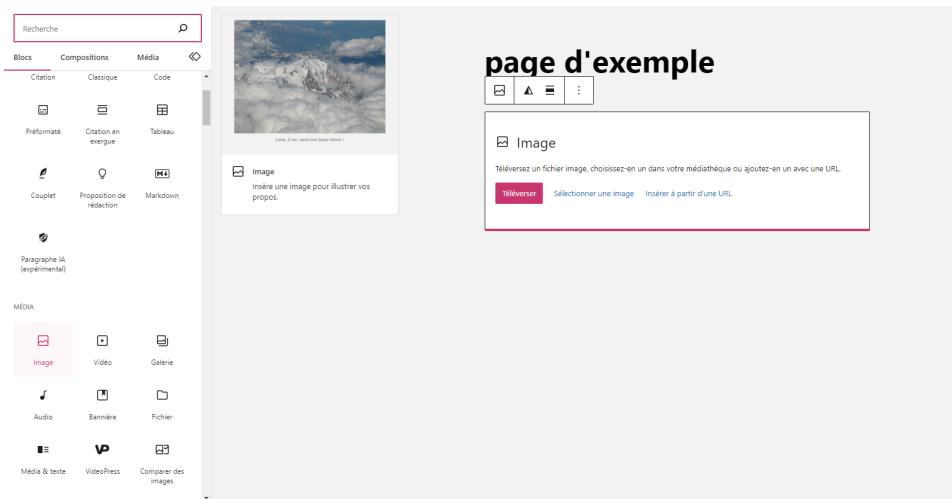 Recherche
Blocs
Compositions
Média
Citation
Classique
Code
Préformaté
Citation en
exergue
Tableau
Couplet
Proposition de
rédaction
Markdown
Paragraphe IA
(expérimental)
MÉDIA
Image
Vidéo
Galerie
Audio
Bannière
Fichier
Média & texte
VideoPress
Comparer des
images
Image
Insère une image pour illustrer vos
propos.
page d'exemple
Image
Téléversez un fichier image, choisissez-en un dans votre médiathèque ou ajoutez-en un avec une URL.
Téléverser
Sélectionner une image
Insérer à partir d'une URL